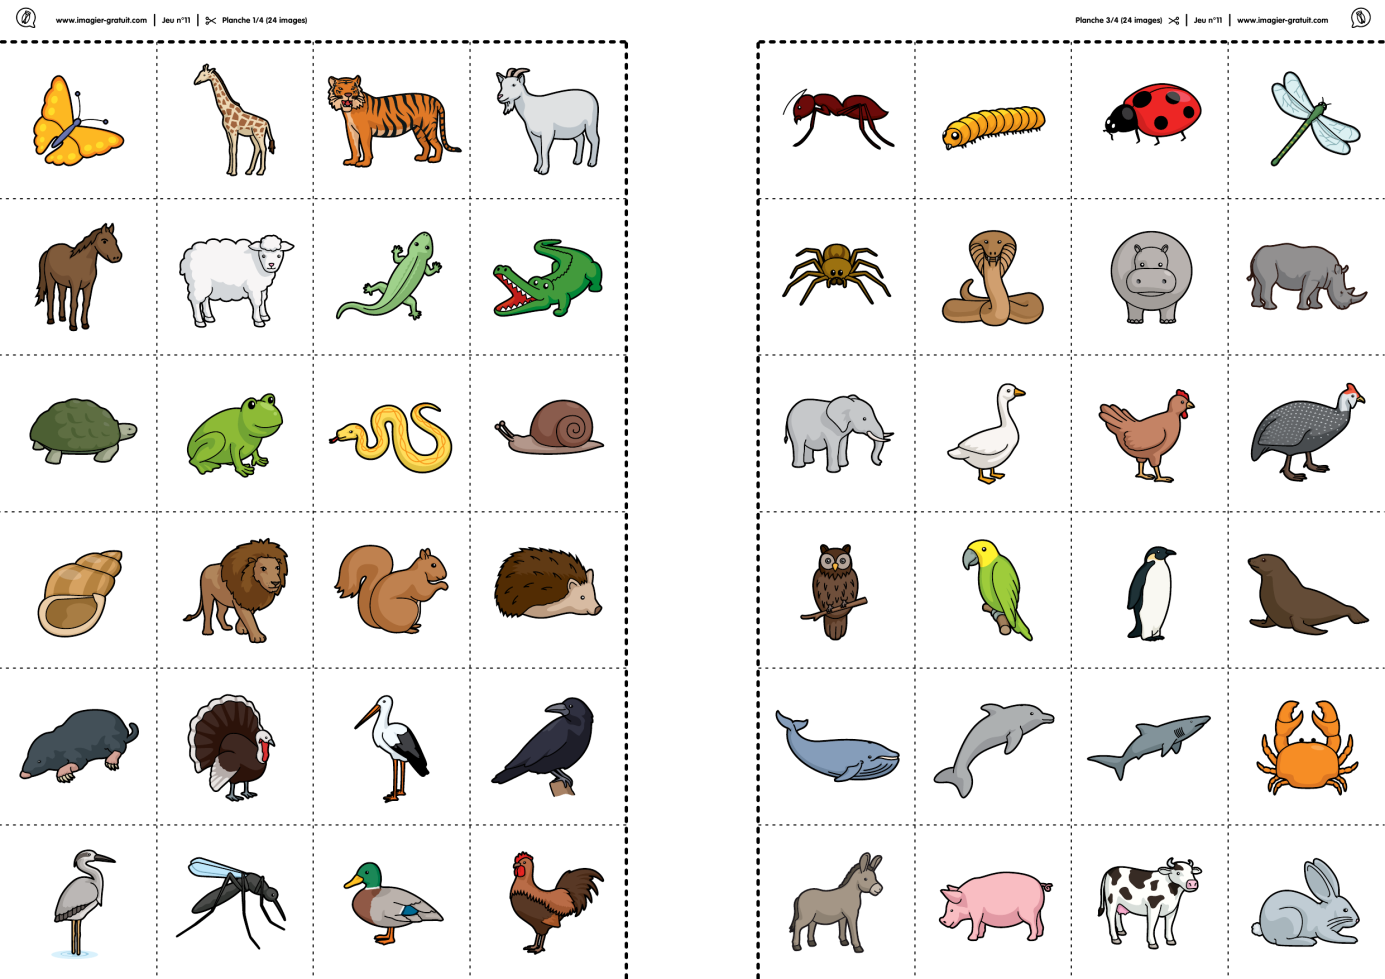 www.imagier-gratuit.com | Jeu n°11 | Planche 1/4 (24 images)
Planche 3/4 (24 images) | Jeu n°11 | www.imagier-gratuit.com